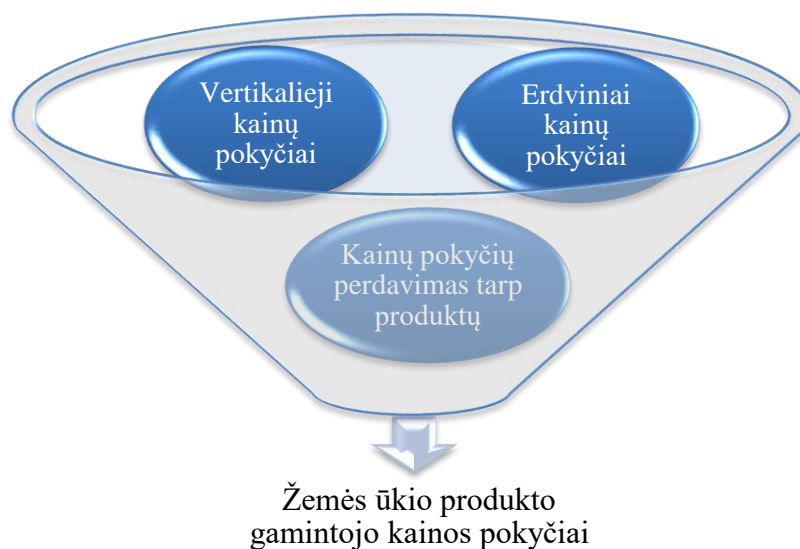 Vertikalieji
kainų
pokyčiai
Erdviniai
kainų
pokyčiai
Kainų pokyčių
perdavimas tarp
produktų
Žemės ūkio produkto
gamintojo kainos pokyčiai